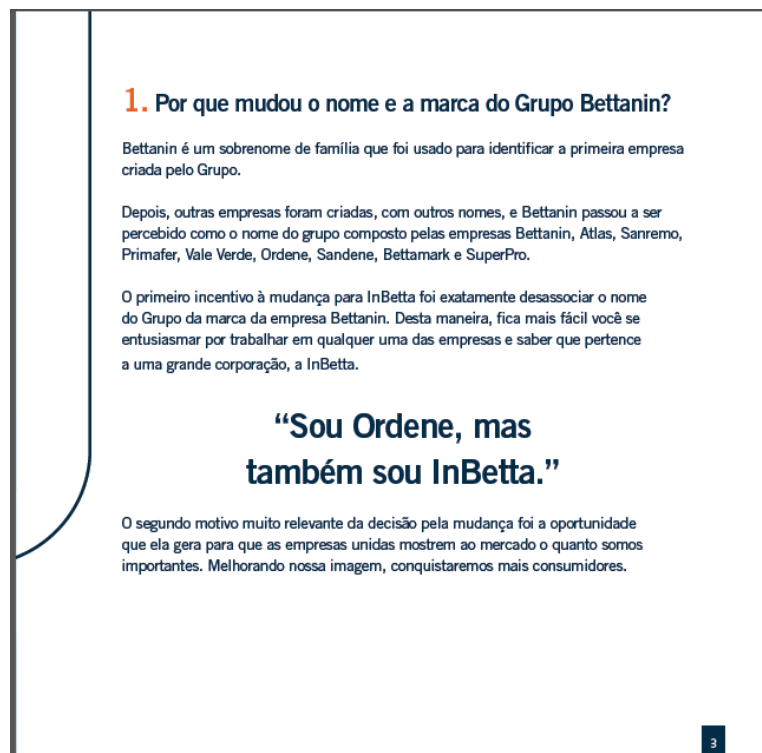 1. Por que mudou o nome e a marca do Grupo Bettanin?
Bettanin é um sobrenome de família que foi usado para identificar a primeira empresa
criada pelo Grupo.
Depois, outras empresas foram criadas, com outros nomes, e Bettanin passou a ser
percebido como o nome do grupo composto pelas empresas Bettanin, Atlas, Sanremo,
Primafer, Vale Verde, Ordene, Sandene, Bettamark e SuperPro.
O primeiro incentivo à mudança para InBetta foi exatamente desassociar o nome
do Grupo da marca da empresa Bettanin. Desta maneira, fica mais fácil você se
entusiasmar por trabalhar em qualquer uma das empresas e saber que pertence
a uma grande corporação, a InBetta.
“Sou Ordene, mas
também sou InBetta.”
O segundo motivo muito relevante da decisão pela mudança foi a oportunidade
que ela gera para que as empresas unidas mostrem ao mercado o quanto somos
importantes. Melhorando nossa imagem, conquistaremos mais consumidores.
3